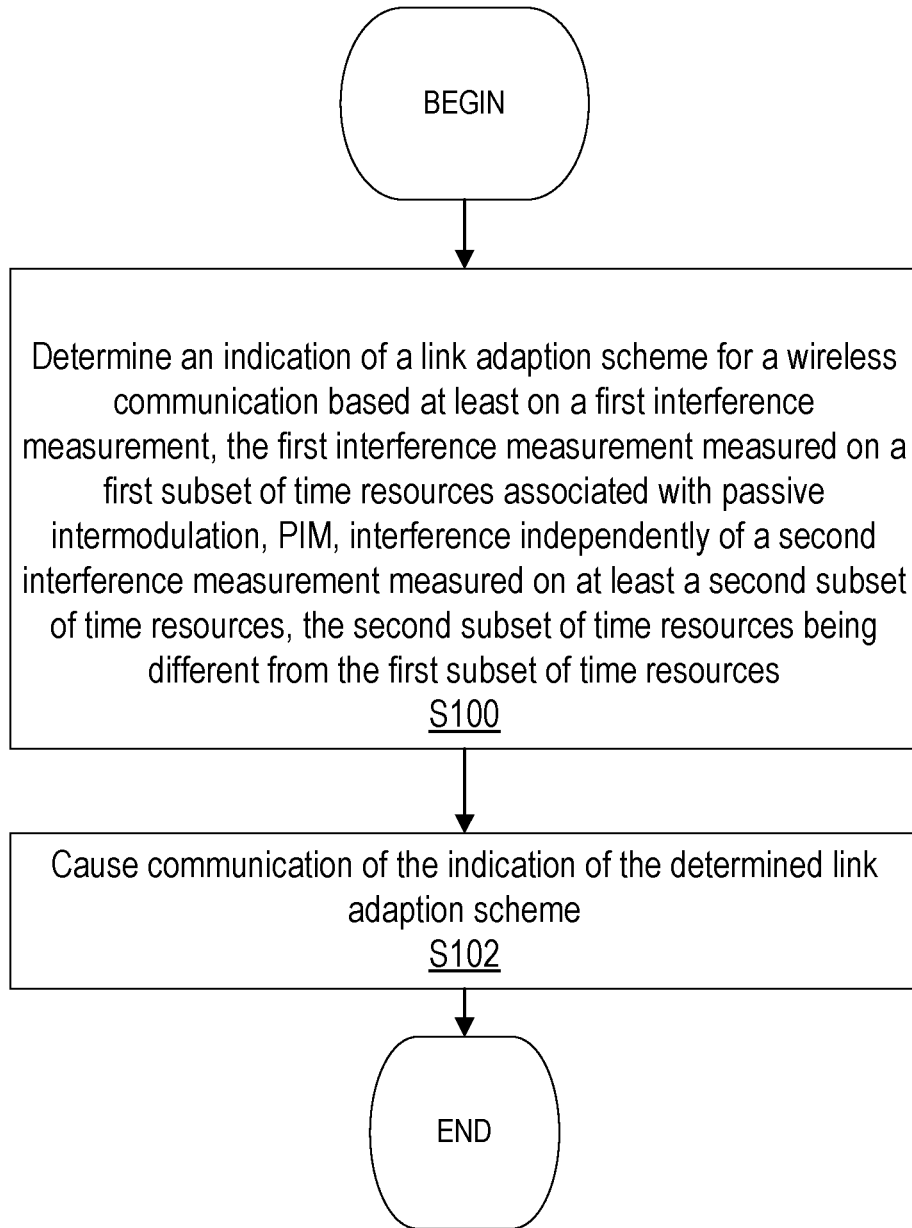 BEGIN
Determine an indication of a link adaption scheme for a wireless
communication based at least on a first interference
measurement, the first interference measurement measured on a
first subset of time resources associated with passive
intermodulation, PIM, interference independently of a second
interference measurement measured on at least a second subset
of time resources, the second subset of time resources being
different from the first subset of time resources
S100
Cause communication of the indication of the determined link
adaption scheme
S102
END